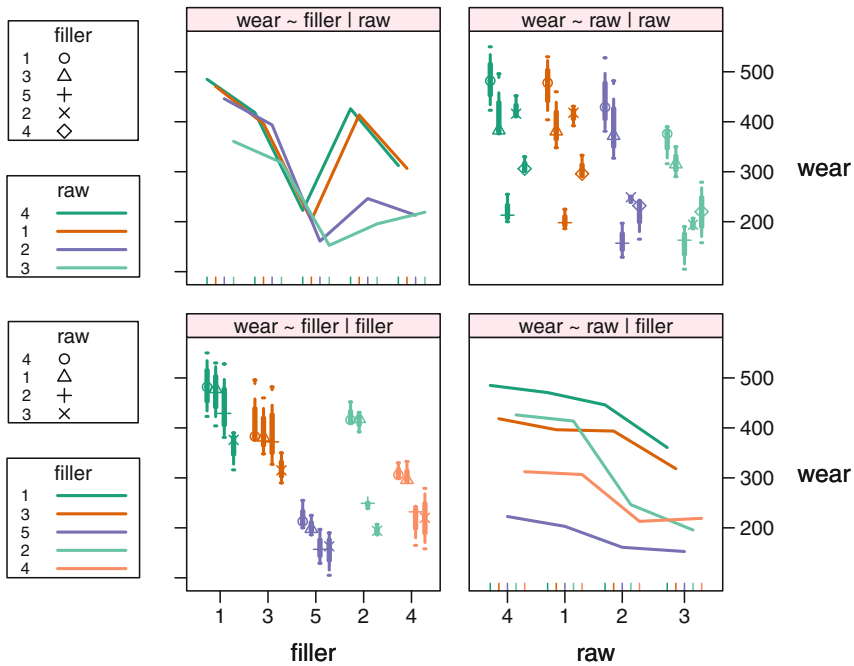 filler
1
3
5
2
4
raw
4
1
2
3
wear ~ filler | raw
wear ~ raw | raw
500
400
300
200
wear
raw
4
1
2
3
filler
1
3
5
2
4
wear ~ filler | filler
wear ~ raw | filler
500
400
300
200
wear
1 3 5 2 4
filler
4 1 2 3
raw